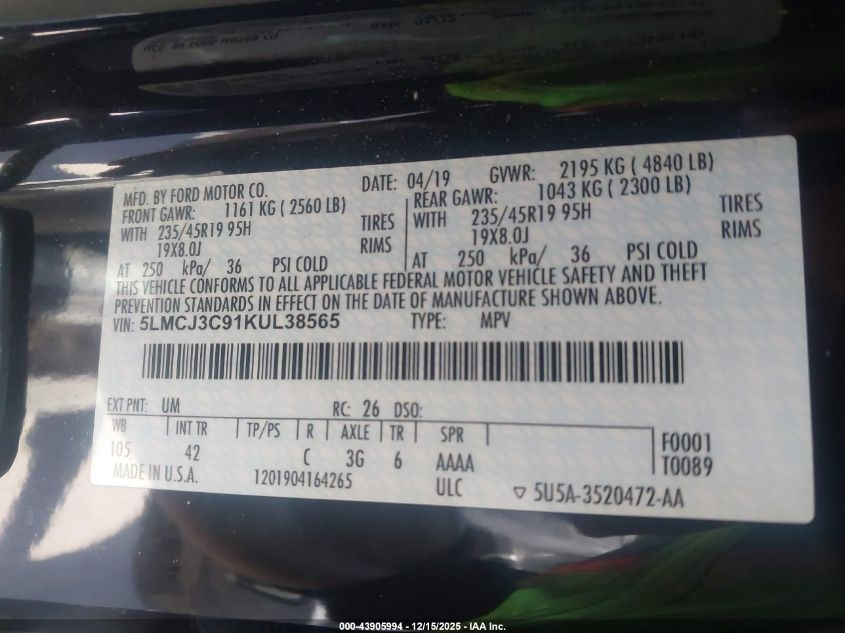 MFD. BY FORD MOTOR CO. DATE: 04/19 GVWR: 2195 KG ( 4840 LB)
FRONT GAWR: 1161 KG ( 2560 LB) REAR GAWR: 1043 KG ( 2300 LB)
WITH 235/45R19 95H TIRES WITH 235/45R19 95H TIRES
19X8.0J RIMS 19X8.0J RIMS
AT 250 kPa/ 36 PSI COLD AT 250 kPa/ 36 PSI COLD
THIS VEHICLE CONFORMS TO ALL APPLICABLE FEDERAL MOTOR VEHICLE SAFETY AND THEFT
PREVENTION STANDARDS IN EFFECT ON THE DATE OF MANUFACTURE SHOWN ABOVE.
VIN: 5LMCJ3C91KUL38565 TYPE: MPV
EXT PNT: UM RC: 26 DSO:
WB INT TR TP/PS R AXLE TR SPR F0001
105 42 C 3G 6 AAAA T0089
MADE IN U.S.A. 1201904164265 ULC ▽ 5U5A-3520472-AA
000-43905994 - 12/15/2025 - IAA Inc.